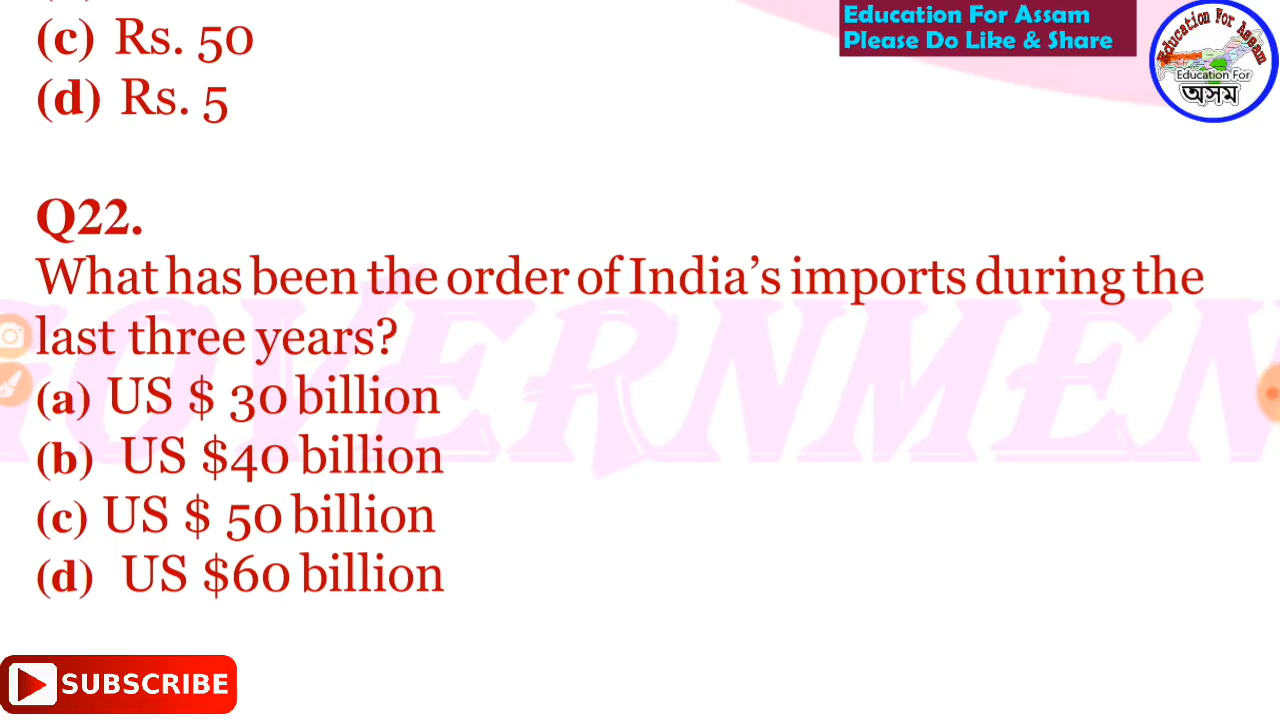 (c) Rs. 50
(d) Rs. 5
Education For Assam
Please Do Like & Share
Education For Assam
Education For
অসম
Q22.
What has been the order of India’s imports during the
last three years?
(a) US $ 30 billion
(b) US $40 billion
(c) US $ 50 billion
(d) US $60 billion
GOVERNMEN
SUBSCRIBE